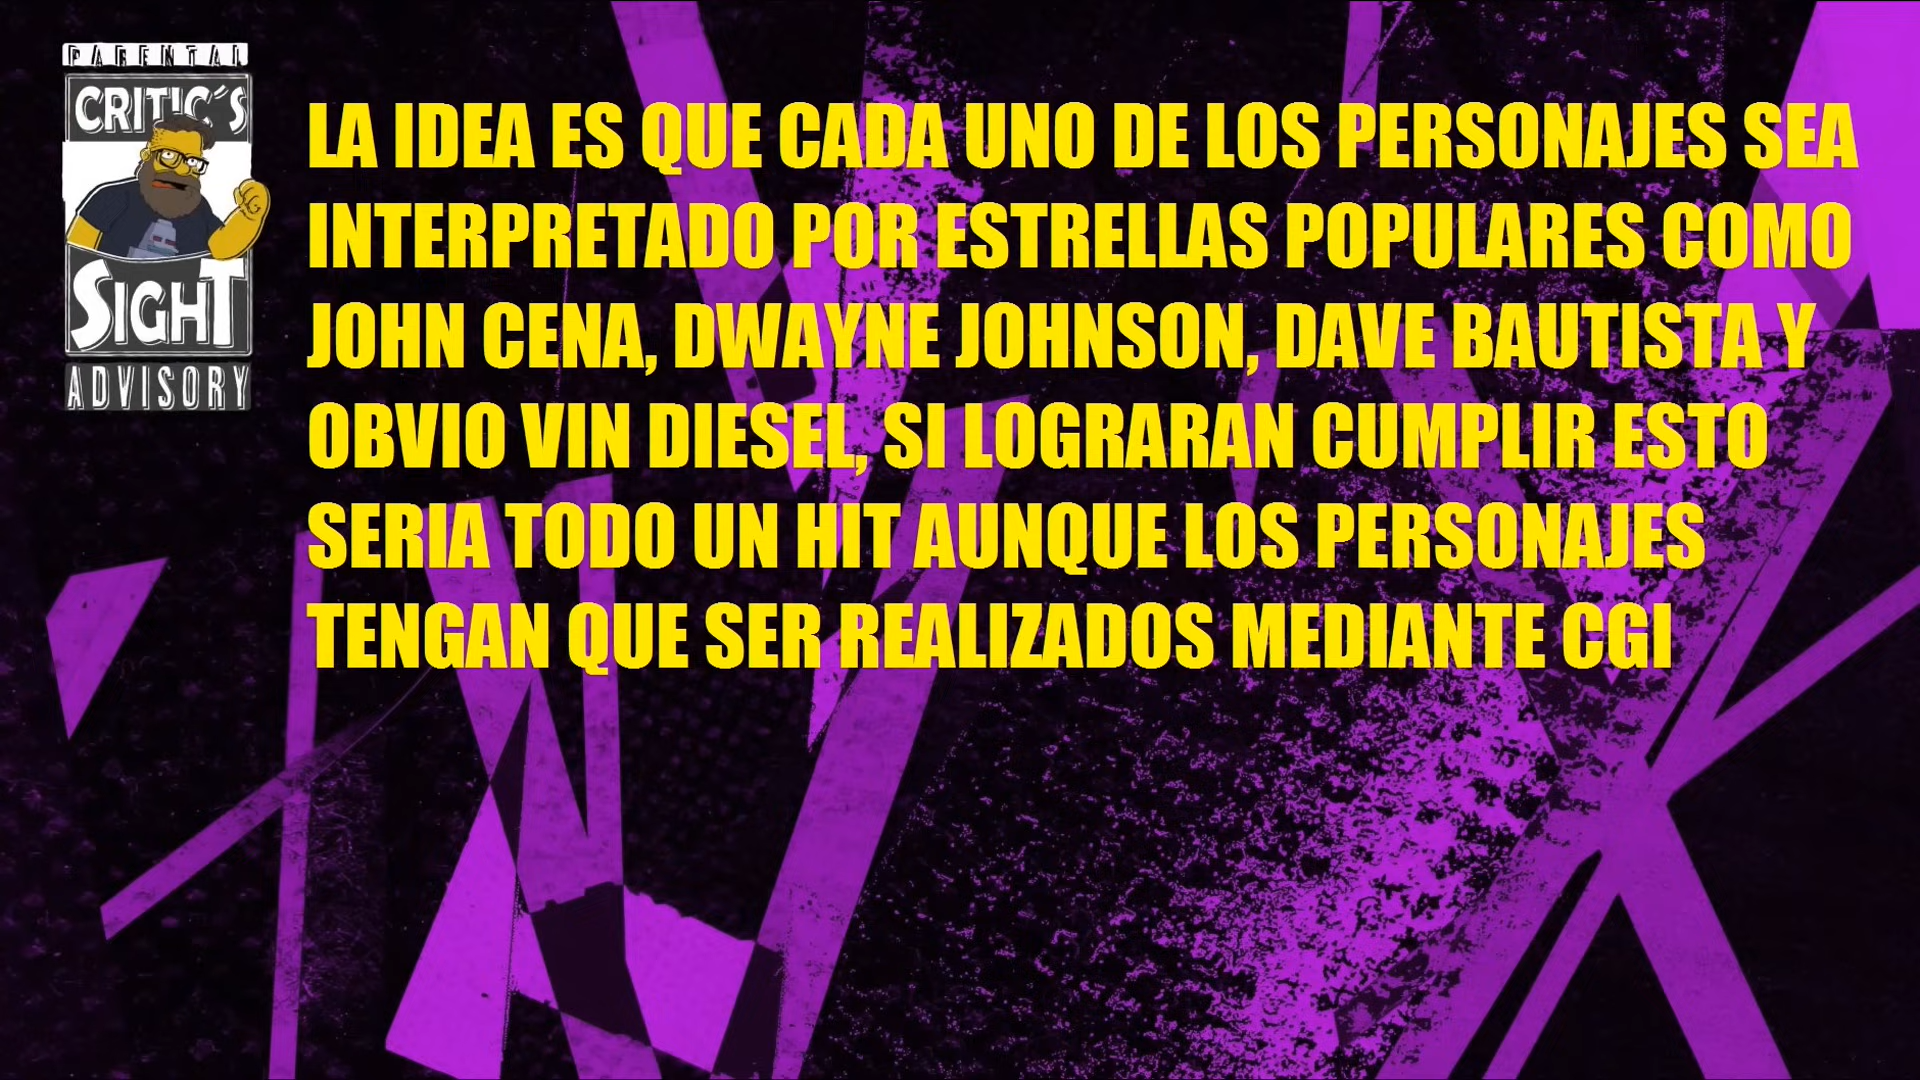 PARENTAL
CRITIC´S
SIGHT
ADVISORY
LA IDEA ES QUE CADA UNO DE LOS PERSONAJES SEA
INTERPRETADO POR ESTRELLAS POPULARES COMO
JOHN CENA, DWAYNE JOHNSON, DAVE BAUTISTA Y
OBVIO VIN DIESEL, SI LOGRARAN CUMPLIR ESTO
SERIA TODO UN HIT AUNQUE LOS PERSONAJES
TENGAN QUE SER REALIZADOS MEDIANTE CGI